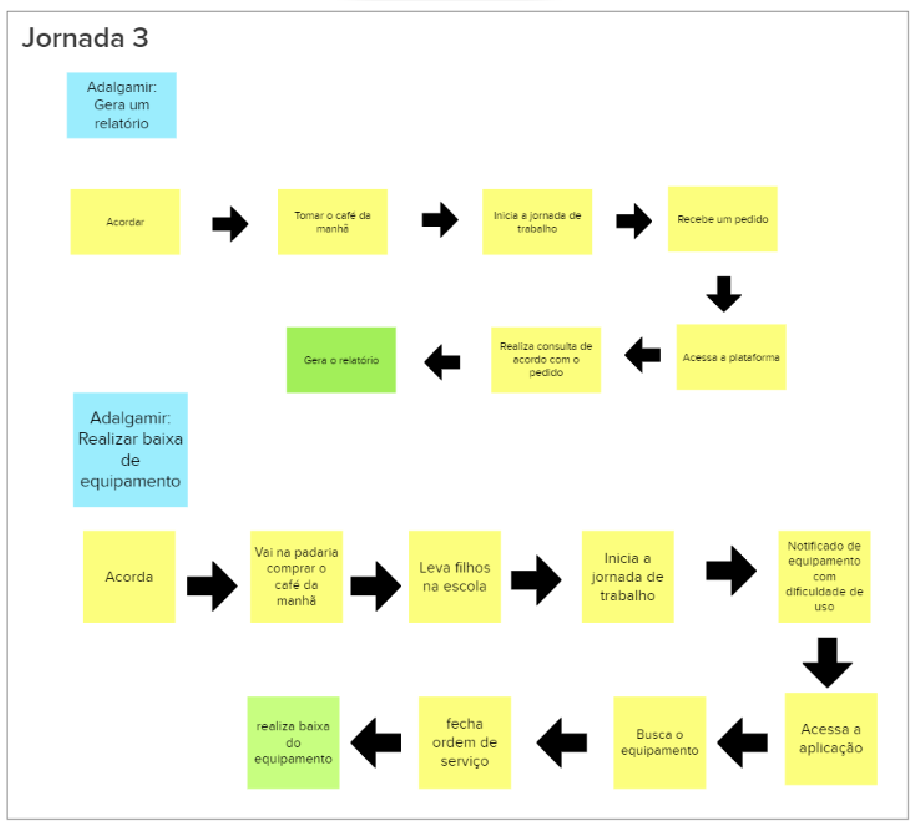 Jornada 3
Adalgamir:
Gera um
relatório
Acordar
Tomar o café da
manhã
Inicia a jornada de
trabalho
Recebe um pedido
Acessa a plataforma
Realiza consulta de
acordo com o
pedido
Gera o relatório
Adalgamir:
Realizar baixa
de
equipamento
Acorda
Vai na padaria
comprar o
café da
manhã
Leva filhos
na escola
Inicia a
jornada de
trabalho
Notificado de
equipamento
com
dificuldade de
uso
Acessa a
aplicação
Busca o
equipamento
fecha
ordem de
serviço
realiza baixa
do
equipamento